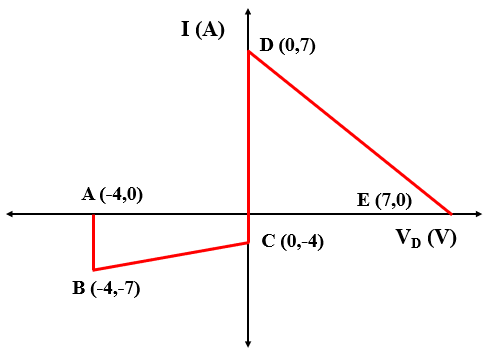 I (A)
D (0,7)
A (-4,0)
E (7,0)
V_D (V)
C (0,-4)
B (-4,-7)